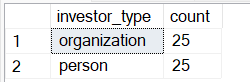 investor_type count
1 organization 25
2 person 25